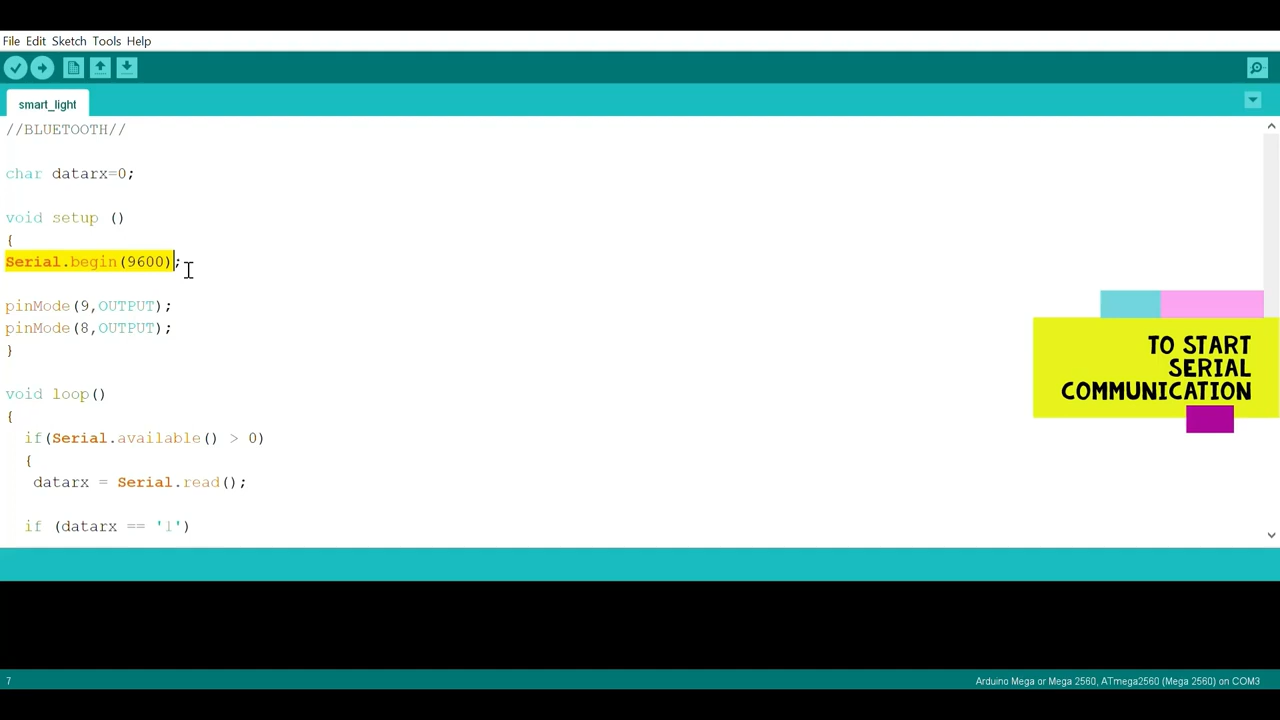 File Edit Sketch Tools Help
smart_light
//BLUETOOTH//
char datarx=0;
void setup ()
{
Serial.begin(9600);
pinMode(9,OUTPUT);
pinMode(8,OUTPUT);
}
void loop()
{
if(Serial.available() > 0)
{
datarx = Serial.read();
if (datarx == '1')
TO START
SERIAL
COMMUNICATION
7
Arduino Mega or Mega 2560, ATmega2560 (Mega 2560) on COM3